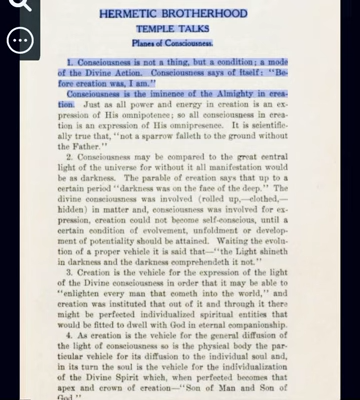 HERMETIC BROTHERHOOD
TEMPLE TALKS
Planes of Consciousness.
1. Consciousness is not a thing, but a condition; a mode
of the Divine Action. Consciousness says of itself: "Be-
fore creation was, I am."
Consciousness is the iminence of the Almighty in crea-
tion. Just as all power and energy in creation is an ex-
pression of His omnipotence; so all consciousness in crea-
tion is an expression of His omnipresence. It is scientific-
ally true that, "not a sparrow falleth to the ground without
the Father."
2. Consciousness may be compared to the great central
light of the universe for without it all manifestation would
be as darkness. The parable of creation says that up to a
certain period "darkness was on the face of the deep." The
divine consciousness was involved (rolled up,—clothed,—
hidden) in matter and, consciousness was involved for ex-
pression, creation could not become self-conscious, until a
certain condition of evolvement, unfoldment or develop-
ment of potentiality should be attained. Waiting the evolu-
tion of a proper vehicle it is said that—"the Light shineth
in darkness and the darkness comprehendeth it not."
3. Creation is the vehicle for the expression of the light
of the Divine consciousness in order that it may be able to
"enlighten every man that cometh into the world," and
creation was instituted that out of it and through it there
might be perfected individualized spiritual entities that
would be fitted to dwell with God in eternal companionship.
4. As creation is the vehicle for the general diffusion of
the light of consciousness so is the physical body the par-
ticular vehicle for its diffusion to the individual soul and,
in its turn the soul is the vehicle for the individualization
of the Divine Spirit which, when perfected becomes that
apex and crown of creation—"Son of Man and Son of
God."